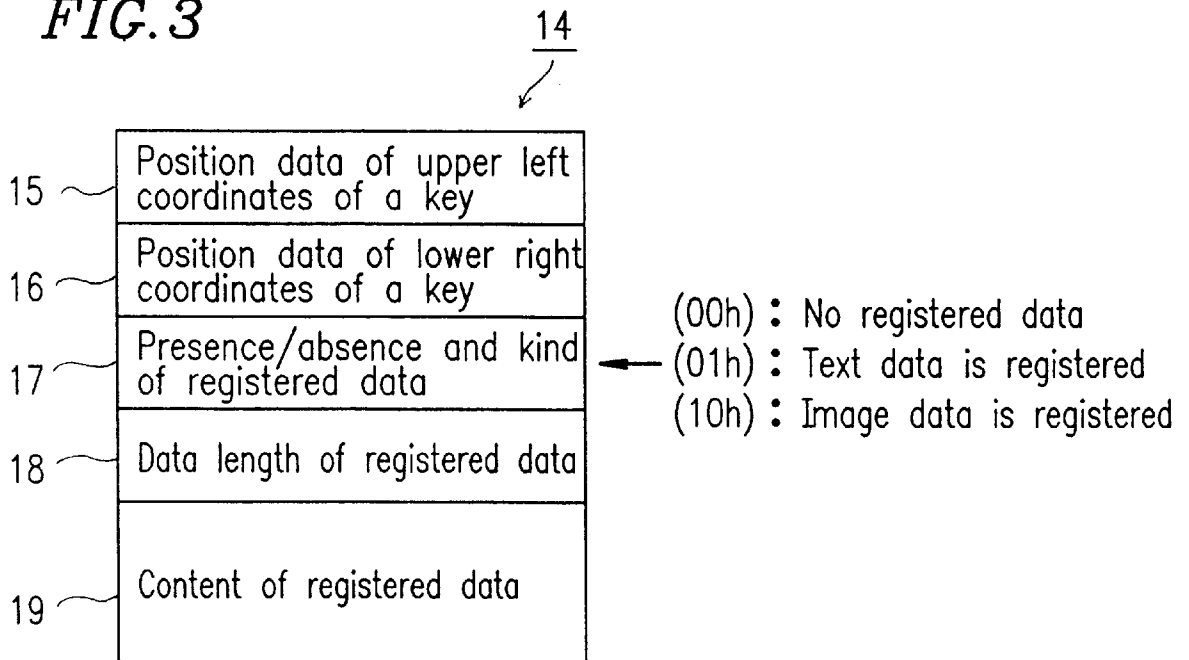 FIG.3
14
15
Position data of upper left
coordinates of a key
16
Position data of lower right
coordinates of a key
17
Presence/absence and kind
of registered data
(00h) : No registered data
(01h) : Text data is registered
(10h) : Image data is registered
18
Data length of registered data
19
Content of registered data